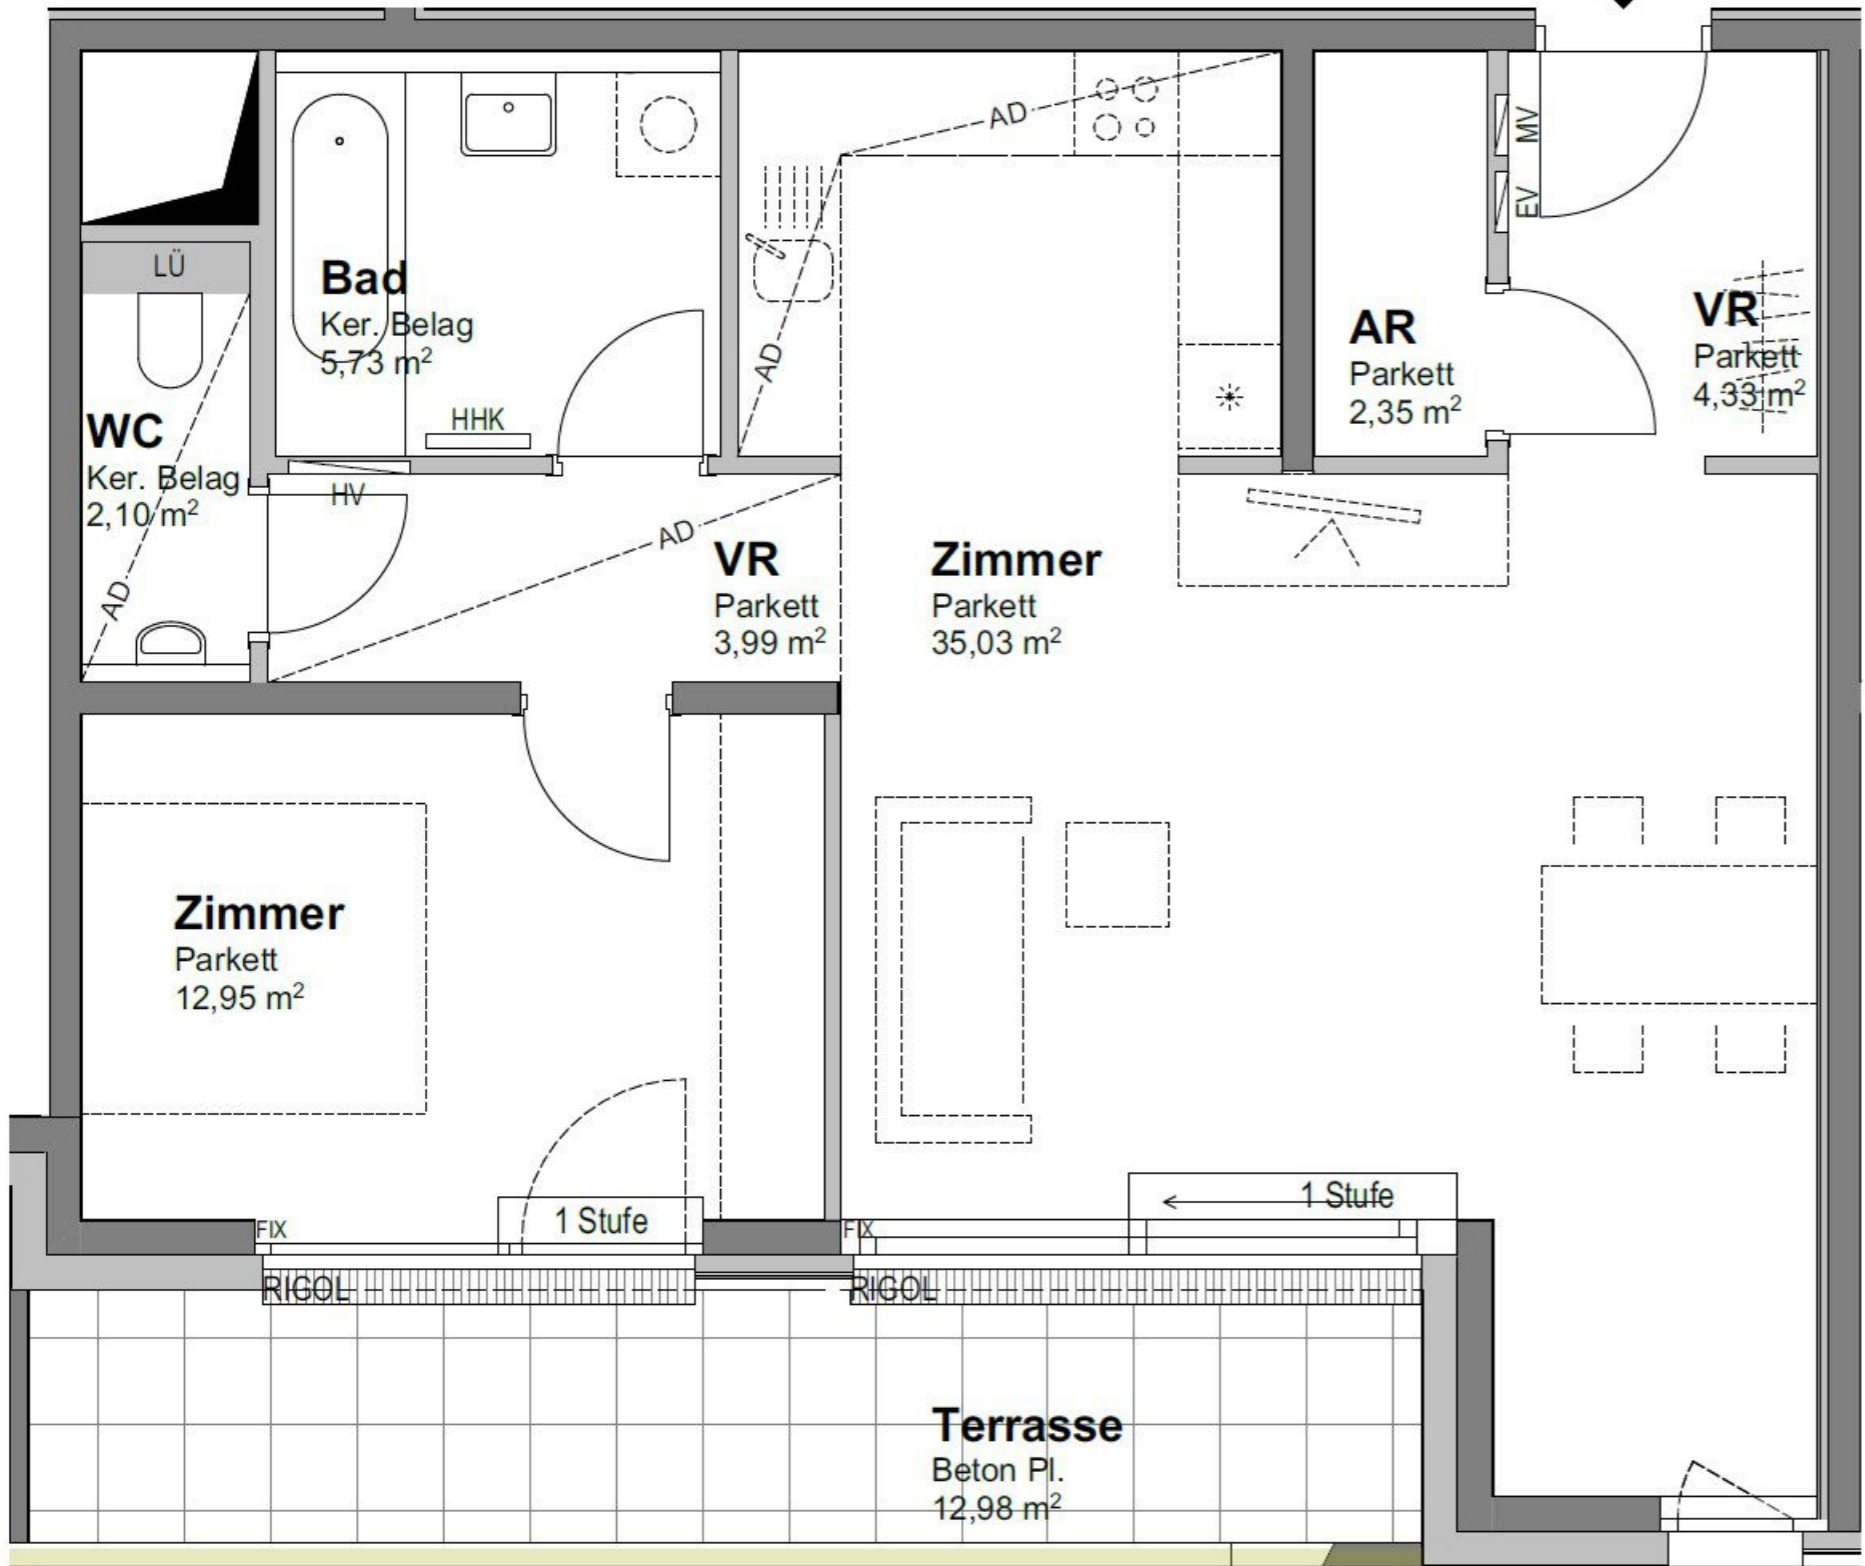 AD
MV
EV
LÜ
Bad
Ker. Belag
5,73 m²
AD
AR
Parkett
2,35 m²
VR
Parkett
4,33 m²
WC
Ker. Belag
2,10 m²
HHK
HV
AD
AD
VR
Parkett
3,99 m²
Zimmer
Parkett
35,03 m²
Zimmer
Parkett
12,95 m²
1 Stufe
1 Stufe
FIX
FIX
RIGOL
RIGOL
Terrasse
Beton Pl.
12,98 m²